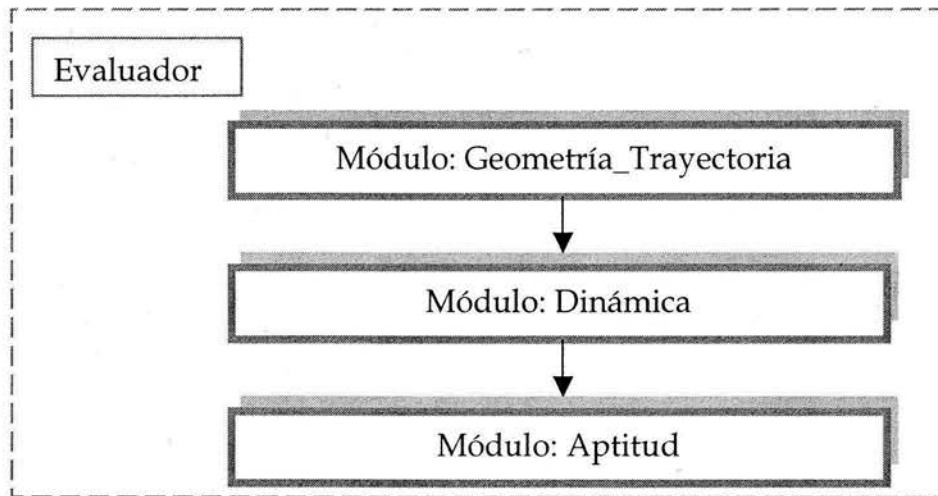 Evaluador
Módulo: Geometría_Trayectoria
Módulo: Dinámica
Módulo: Aptitud